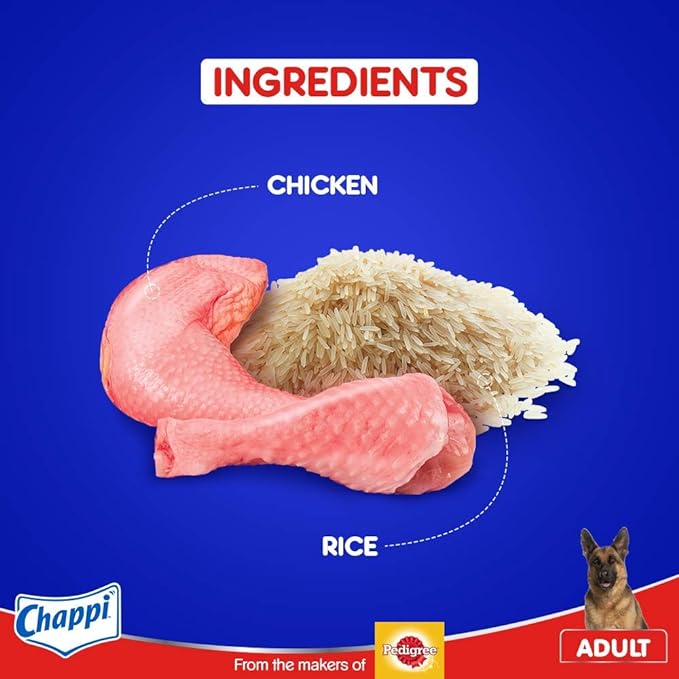 INGREDIENTS
CHICKEN
RICE
Chappi
From the makers of
Pedigree
ADULT